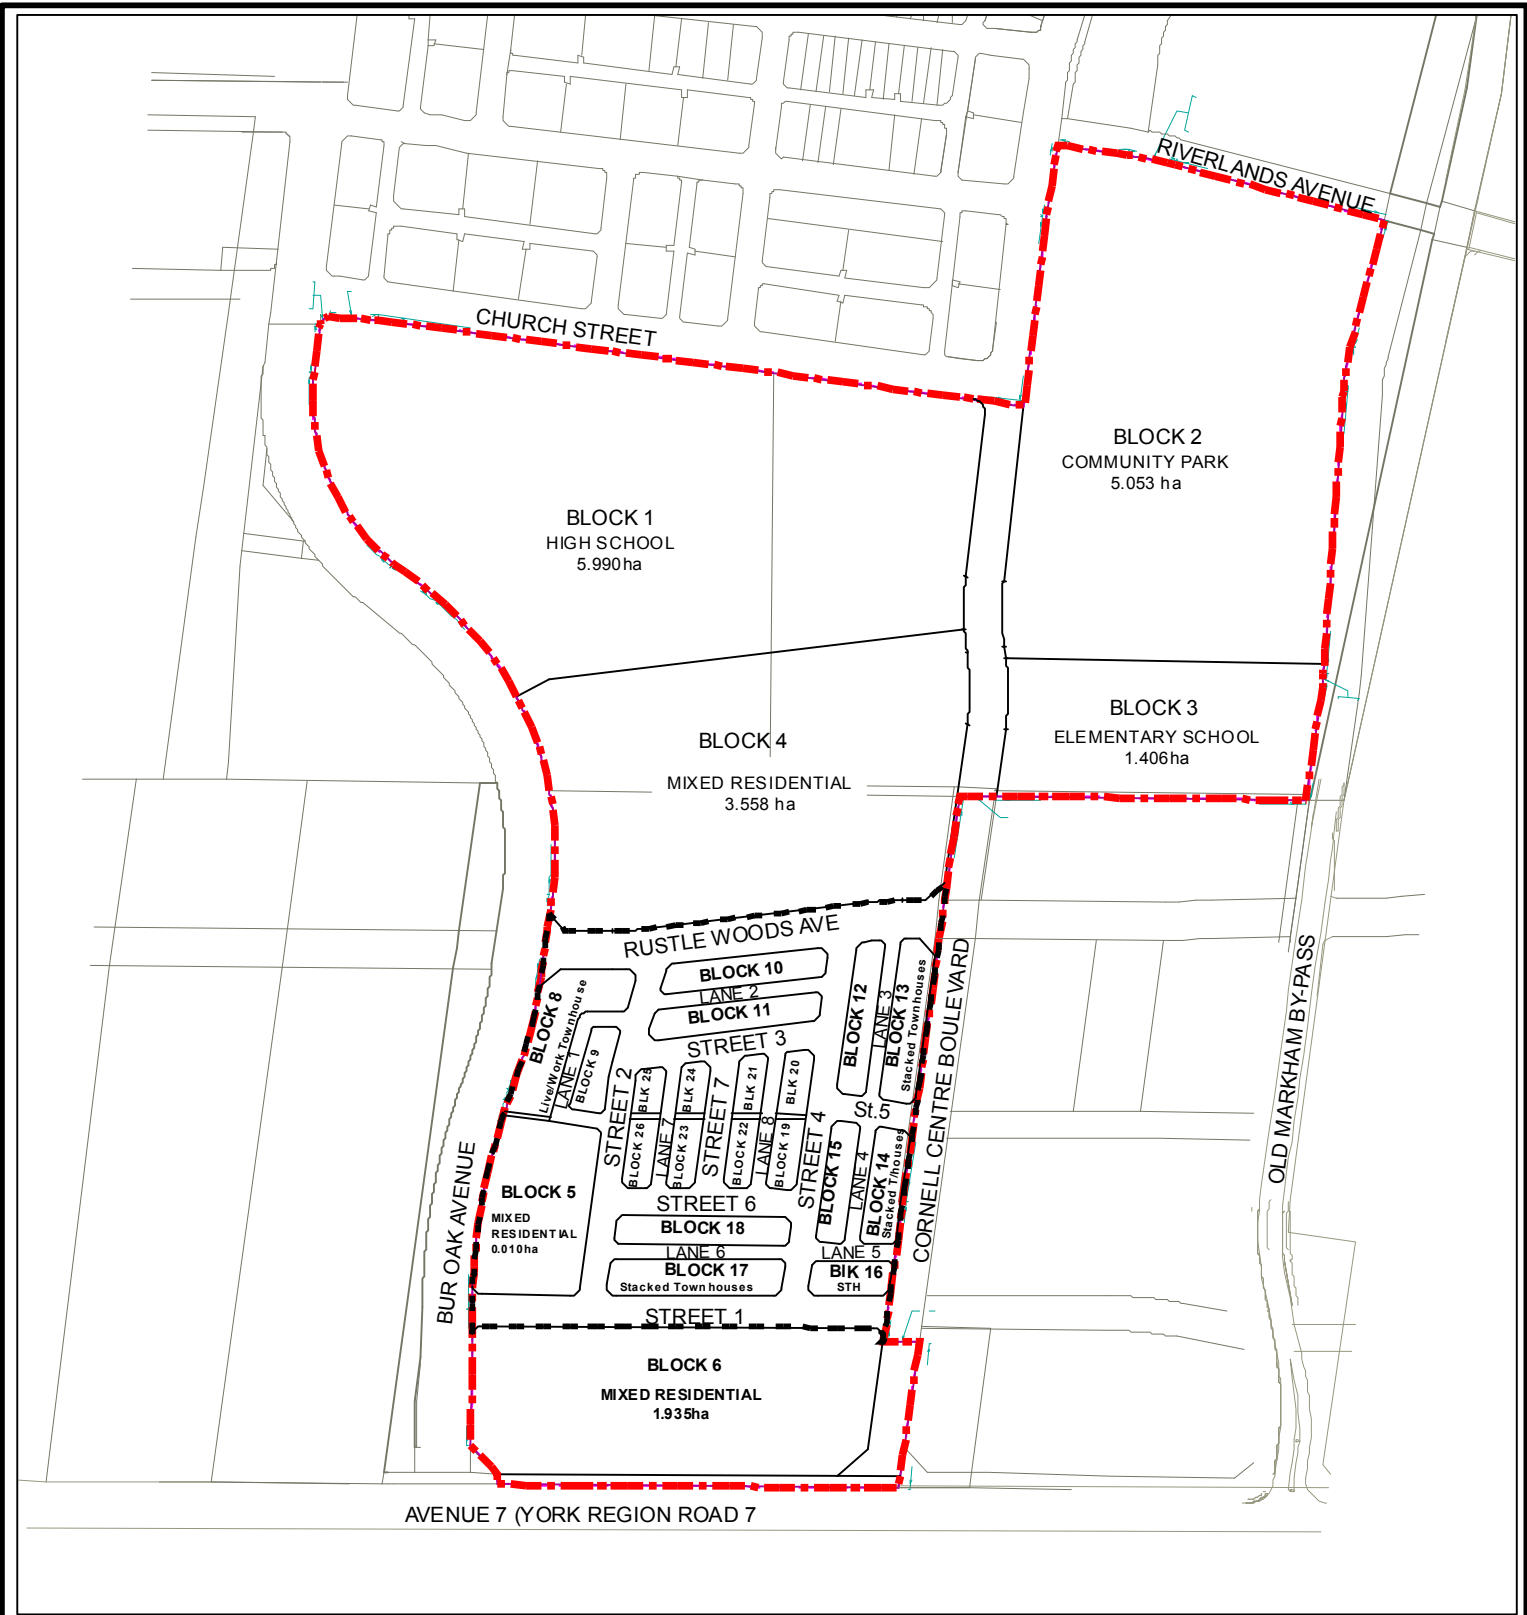 RIVERLANDS AVENUE
CHURCH STREET
BLOCK 2
COMMUNITY PARK
5.053 ha
BLOCK 1
HIGH SCHOOL
5.990ha
BLOCK 3
ELEMENTARY SCHOOL
1.406ha
BLOCK 4
MIXED RESIDENTIAL
3.558 ha
RUSTLE WOODS AVE
BLOCK 10
LANE 2
BLOCK 11
STREET 3
BLOCK 8
Live/Work Townhouse
LANE 1
BLOCK 9
BLOCK 12
LANE 3
BLOCK 13
Stacked Townhouses
CORNELL CENTRE BOULEVARD
OLD MARKHAM BY-PASS
STREET 2
BLK 25
BLK 24
STREET 7
BLK 21
BLK 20
BLOCK 26
LANE 7
BLOCK 23
BLOCK 22
LANE 8
BLOCK 19
STREET 4
St.5
BLOCK 15
LANE 4
BLOCK 14
Stacked T/houses
BUR OAK AVENUE
BLOCK 5
MIXED
RESIDENTIAL
0.010ha
STREET 6
BLOCK 18
LANE 6
BLOCK 17
Stacked Townhouses
LANE 5
BIK 16
STH
STREET 1
BLOCK 6
MIXED RESIDENTIAL
1.935ha
AVENUE 7 (YORK REGION ROAD 7